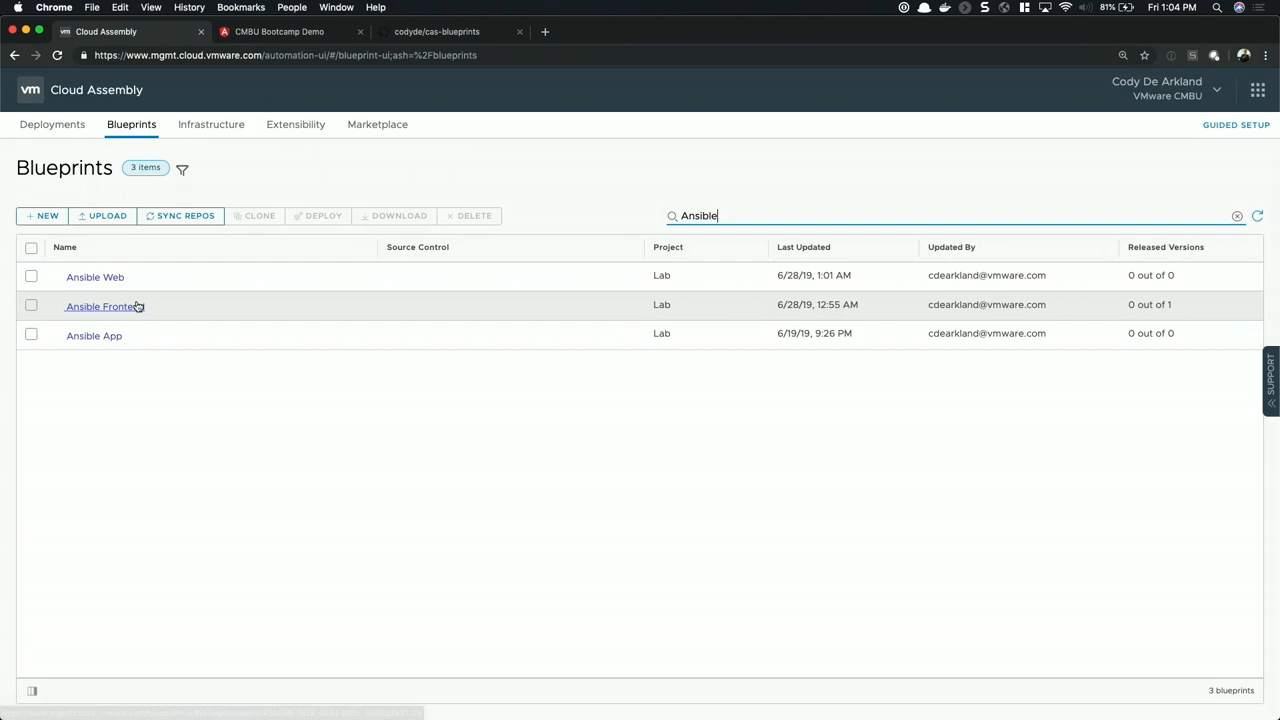 Chrome File Edit View History Bookmarks People Window Help 81% Fri 1:04 PM
vm Cloud Assembly CMBU Bootcamp Demo codyde/cas-blueprints
https://www.mgmt.cloud.vmware.com/automation-ui/#/blueprint-ui;ash=%2Fblueprints
vm Cloud Assembly
Cody De Arkland
VMware CMBU
Deployments Blueprints Infrastructure Extensibility Marketplace GUIDED SETUP
Blueprints 3 items
+ NEW UPLOAD SYNC REPOS CLONE DEPLOY DOWNLOAD × DELETE Ansible
Name Source Control Project Last Updated Updated By Released Versions
Ansible Web Lab 6/28/19, 1:01 AM cdearkland@vmware.com 0 out of 0
Ansible Lab 6/28/19, 12:55 AM cdearkland@vmware.com 0 out of 1
Ansible App Lab 6/19/19, 9:26 PM cdearkland@vmware.com 0 out of 0
SUPPORT
3 blueprints